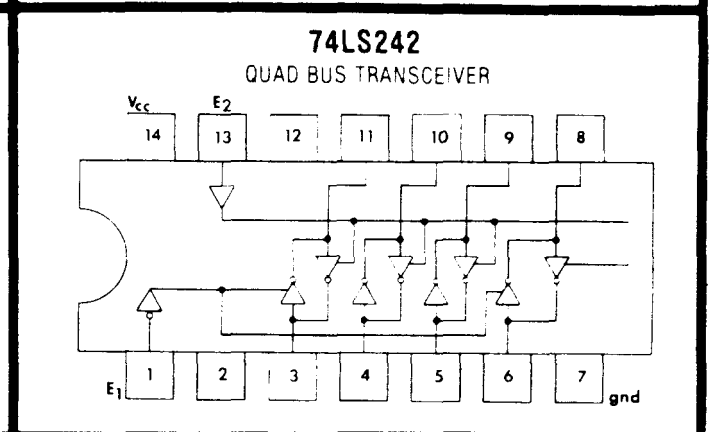 74LS242
QUAD BUS TRANSCEIVER
Vcc E2
14 13 12 11 10 9 8
E1 1 2 3 4 5 6 7 gnd